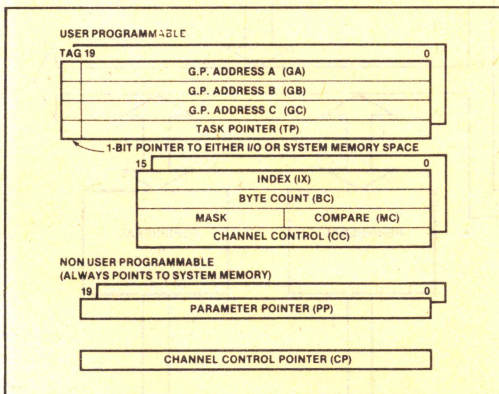 USER PROGRAMMABLE
TAG 19 0
G.P. ADDRESS A (GA)
G.P. ADDRESS B (GB)
G.P. ADDRESS C (GC)
TASK POINTER (TP)
1-BIT POINTER TO EITHER I/O OR SYSTEM MEMORY SPACE
15 0
INDEX (IX)
BYTE COUNT (BC)
MASK COMPARE (MC)
CHANNEL CONTROL (CC)
NON USER PROGRAMMABLE
(ALWAYS POINTS TO SYSTEM MEMORY)
19 0
PARAMETER POINTER (PP)
CHANNEL CONTROL POINTER (CP)